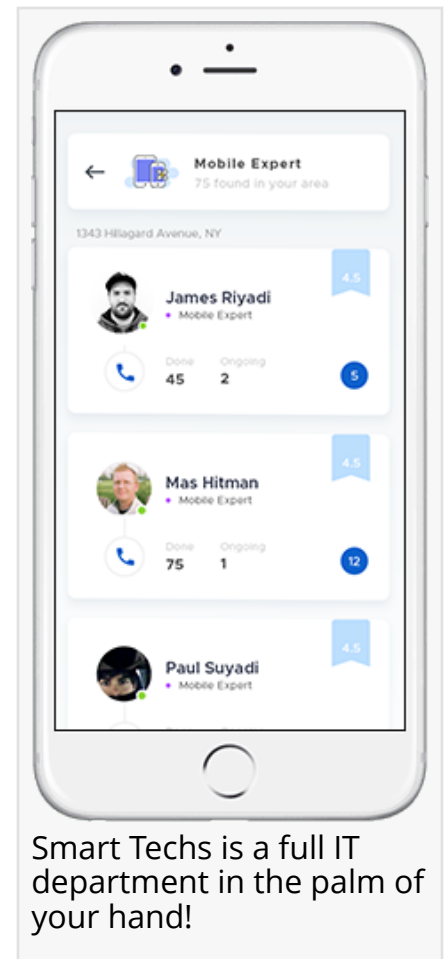 Mobile Expert
75 found in your area
1343 Hillagard Avenue, NY
4.5
James Riyadi
Mobile Expert
Done Ongoing
45 2 5
4.5
Mas Hitman
Mobile Expert
Done Ongoing
75 1 12
4.5
Paul Suyadi
Mobile Expert
Smart Techs is a full IT
department in the palm of
your hand!